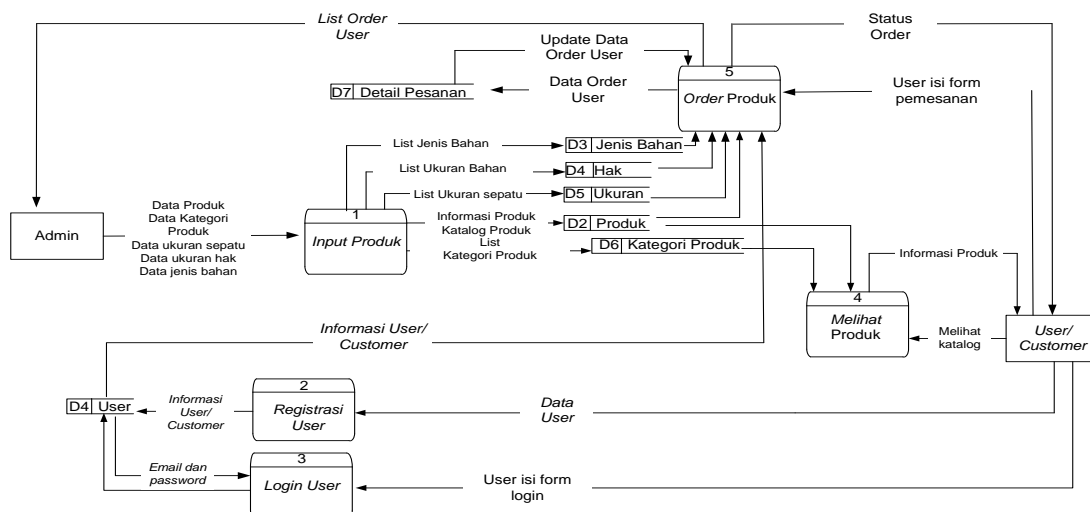 List Order
User
Status
Order
Update Data
Order User
5
Order Produk
D7 Detail Pesanan
Data Order
User
User isi form
pemesanan
List Jenis Bahan
D3 Jenis Bahan
List Ukuran Bahan
D4 Hak
List Ukuran sepatu
D5 Ukuran
Admin
Data Produk
Data Kategori
Produk
Data ukuran sepatu
Data ukuran hak
Data jenis bahan
1
Input Produk
Informasi Produk
Katalog Produk
List
Kategori Produk
D2 Produk
D6 Kategori Produk
Informasi Produk
4
Melihat
Produk
Melihat
katalog
User/
Customer
Informasi User/
Customer
D4 User
Informasi
User/
Customer
2
Registrasi
User
Data
User
Email dan
password
3
Login User
User isi form
login